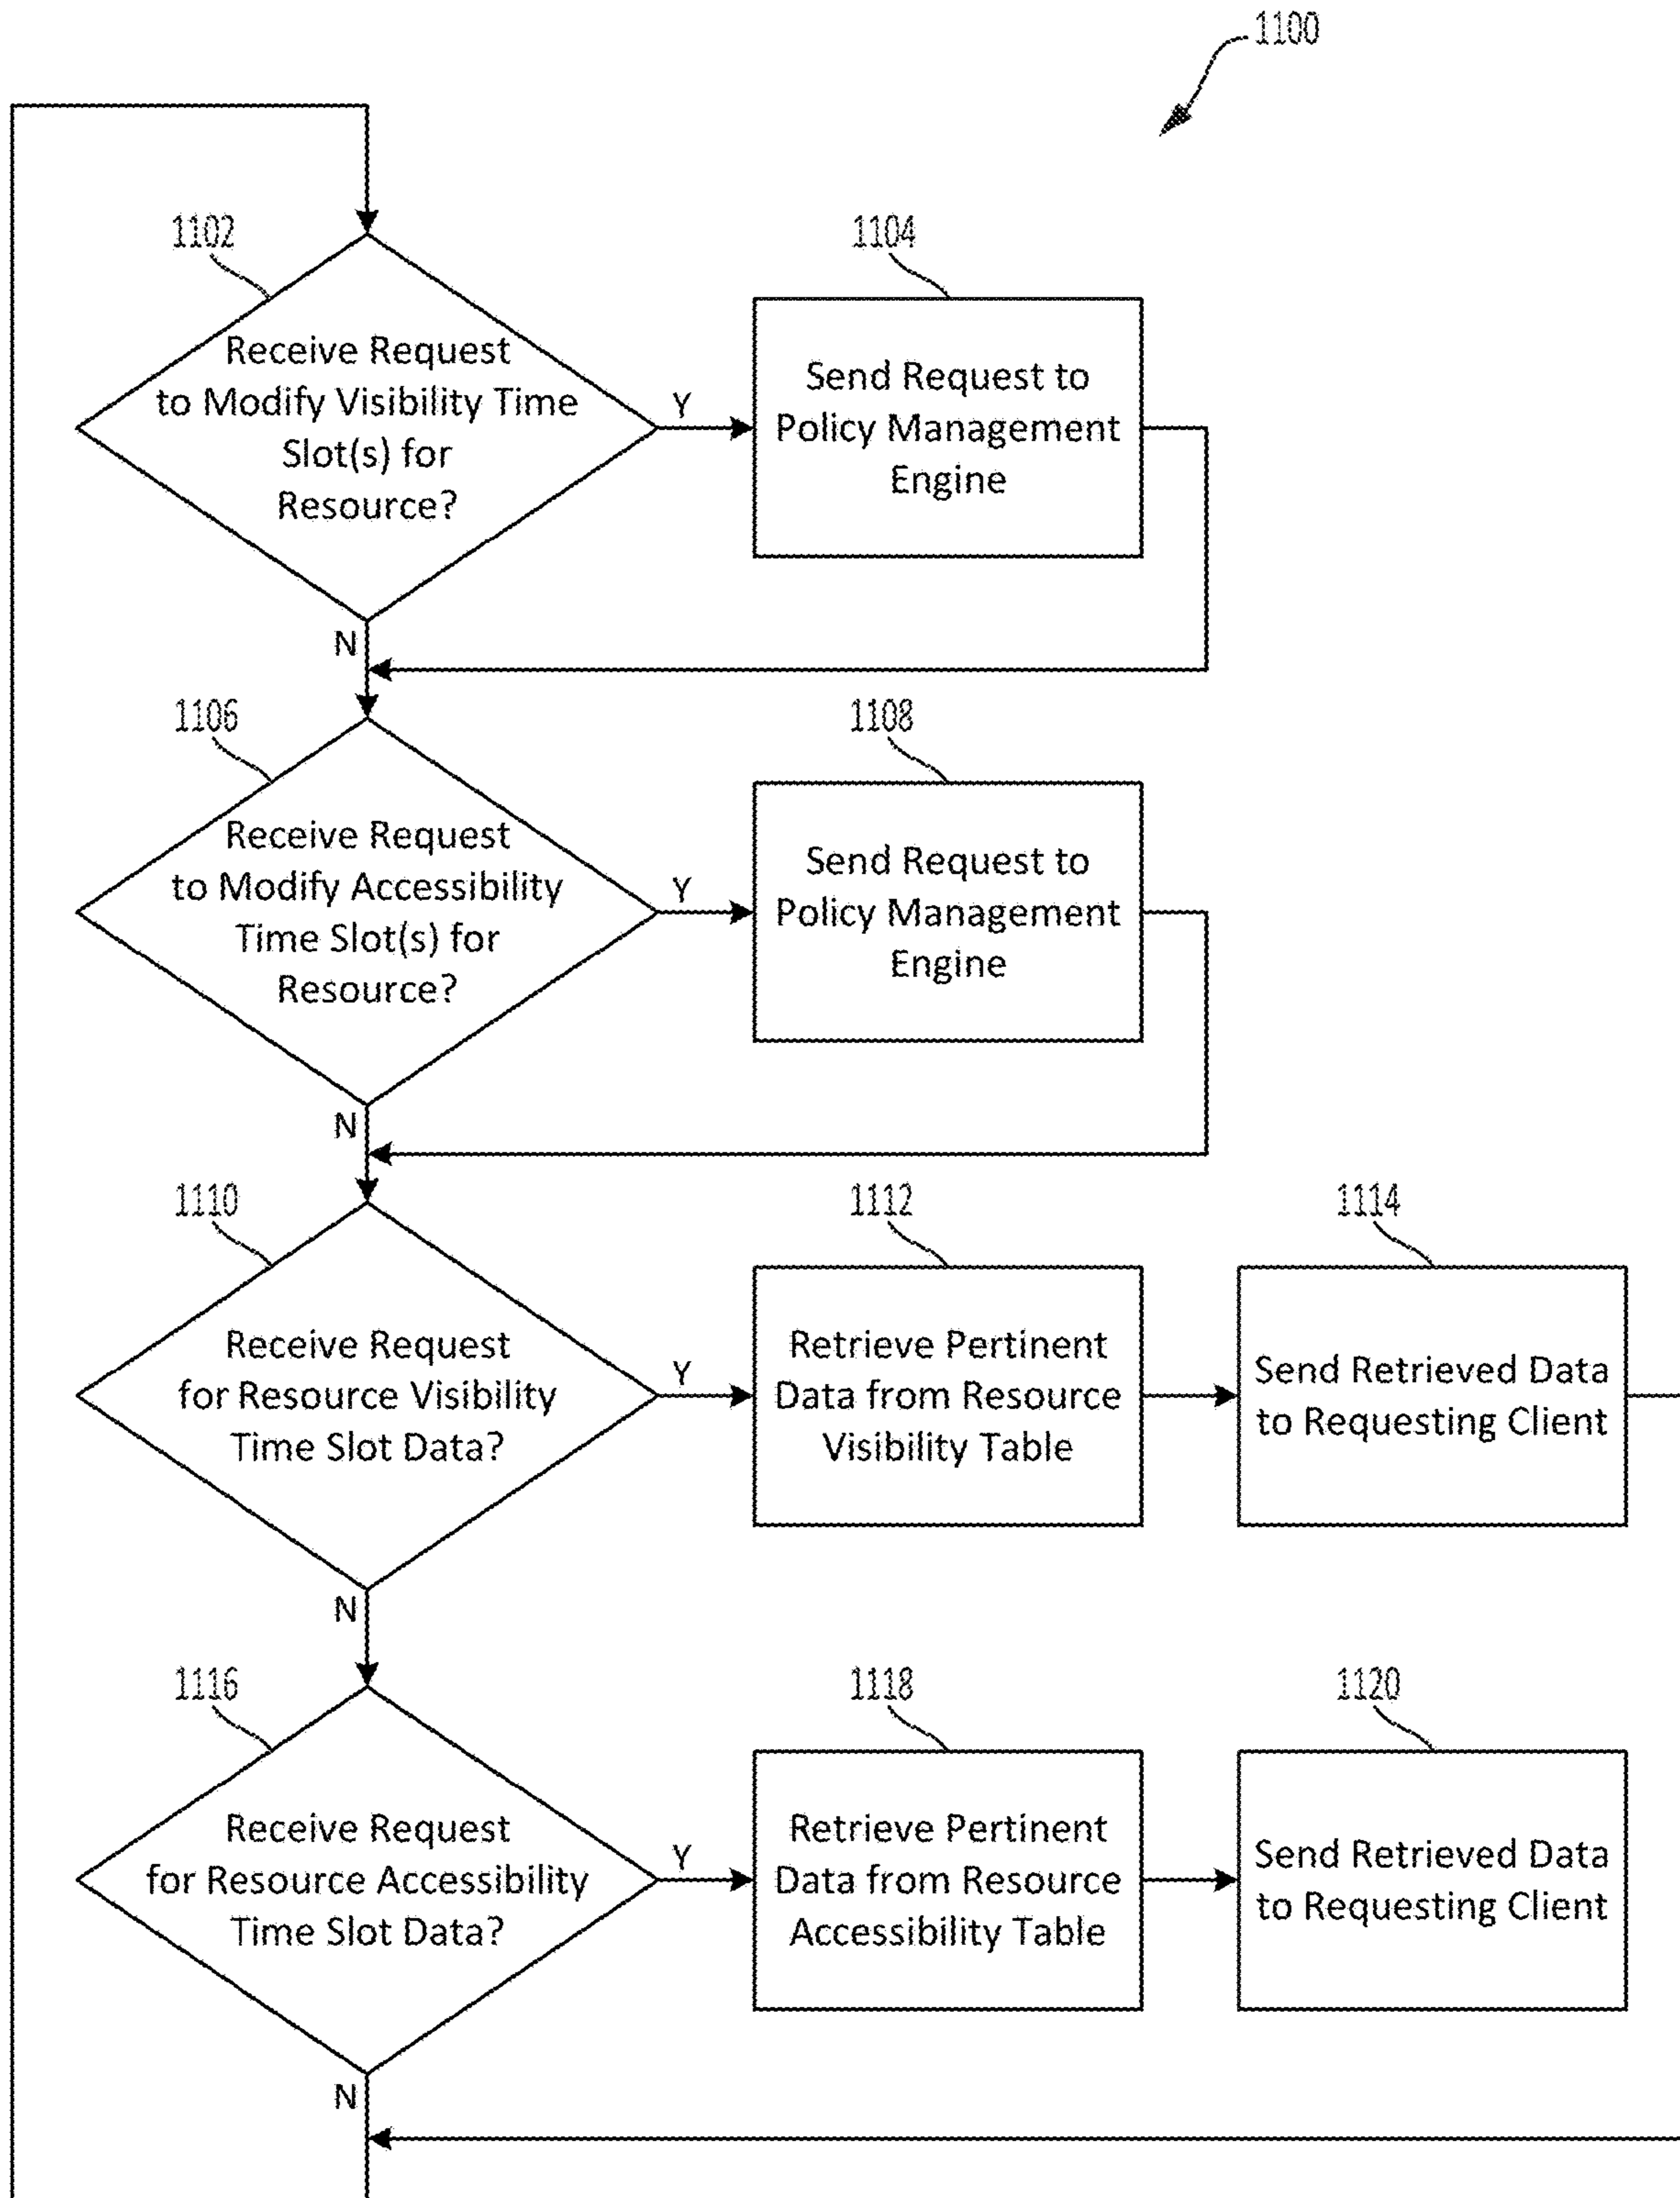 1100
1102
Receive Request
to Modify Visibility Time
Slot(s) for
Resource?
Y
1104
Send Request to
Policy Management
Engine
N
1106
Receive Request
to Modify Accessibility
Time Slot(s) for
Resource?
Y
1108
Send Request to
Policy Management
Engine
N
1110
Receive Request
for Resource Visibility
Time Slot Data?
Y
1112
Retrieve Pertinent
Data from Resource
Visibility Table
1114
Send Retrieved Data
to Requesting Client
N
1116
Receive Request
for Resource Accessibility
Time Slot Data?
Y
1118
Retrieve Pertinent
Data from Resource
Accessibility Table
1120
Send Retrieved Data
to Requesting Client
N